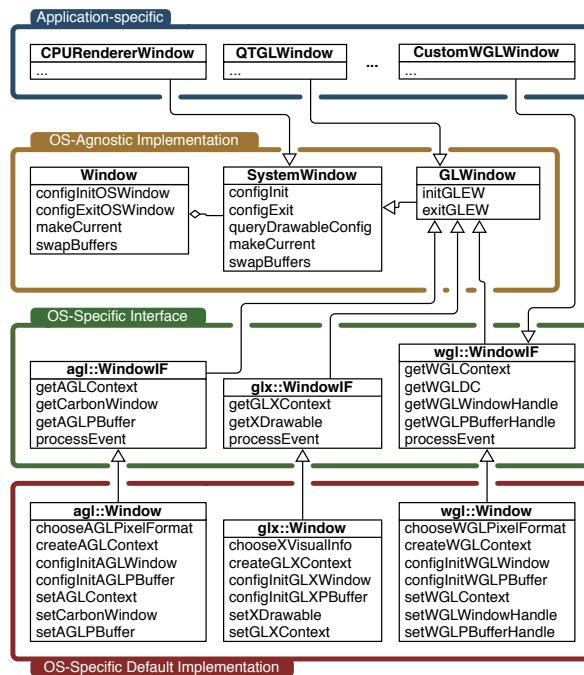 Application-specific
CPURendererWindow
...
QTGLWindow
...
...
CustomWGLWindow
...
OS-Agnostic Implementation
Window
configInitOSWindow
configExitOSWindow
makeCurrent
swapBuffers
SystemWindow
configInit
configExit
queryDrawableConfig
makeCurrent
swapBuffers
GLWindow
initGLEW
exitGLEW
OS-Specific Interface
agl::WindowIF
getAGLContext
getCarbonWindow
getAGLPBuffer
processEvent
glx::WindowIF
getGLXContext
getXDrawable
processEvent
wgl::WindowIF
getWGLContext
getWGLDC
getWGLWindowHandle
getWGLPBufferHandle
processEvent
agl::Window
chooseAGLPixelFormat
createAGLContext
configInitAGLWindow
configInitAGLPBuffer
setAGLContext
setCarbonWindow
setAGLPBuffer
glx::Window
chooseXVisualInfo
createGLXContext
configInitGLXWindow
configInitGLXPBuffer
setXDrawable
setGLXContext
wgl::Window
chooseWGLPixelFormat
createWGLContext
configInitWGLWindow
configInitWGLPBuffer
setWGLContext
setWGLWindowHandle
setWGLPBufferHandle
OS-Specific Default Implementation